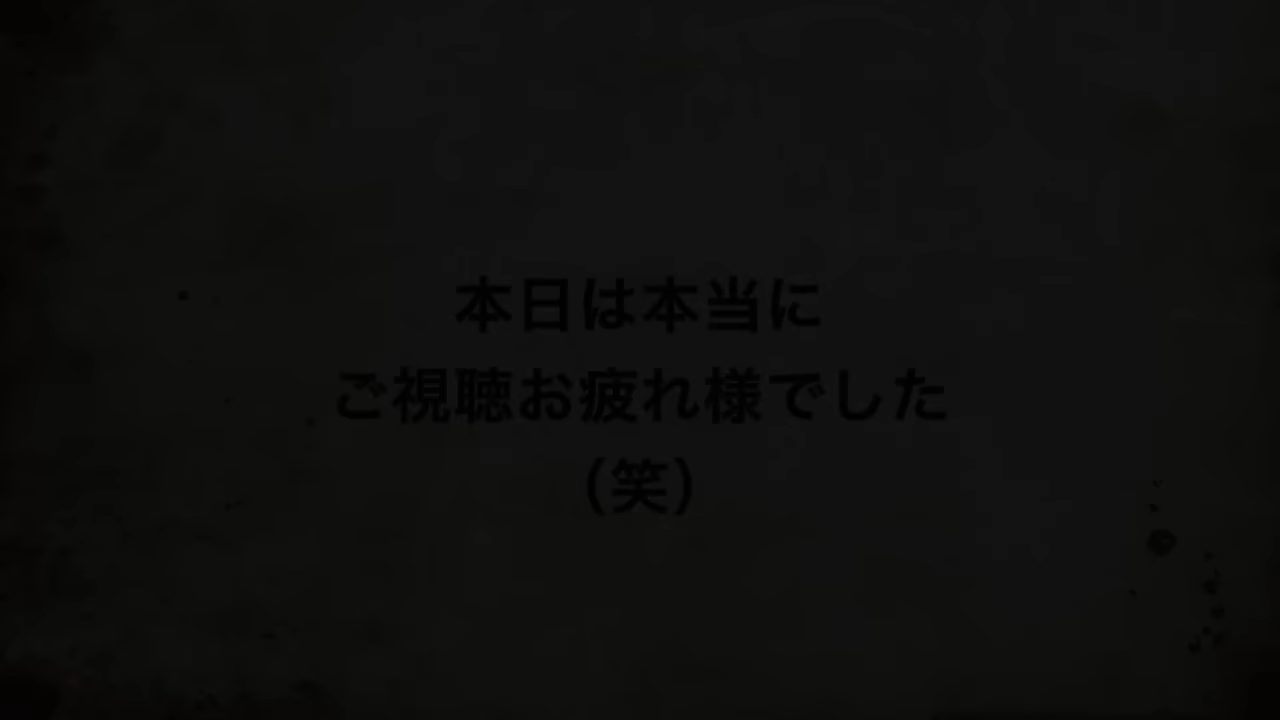 本日は本当に
ご視聴お疲れ様でした
（笑）